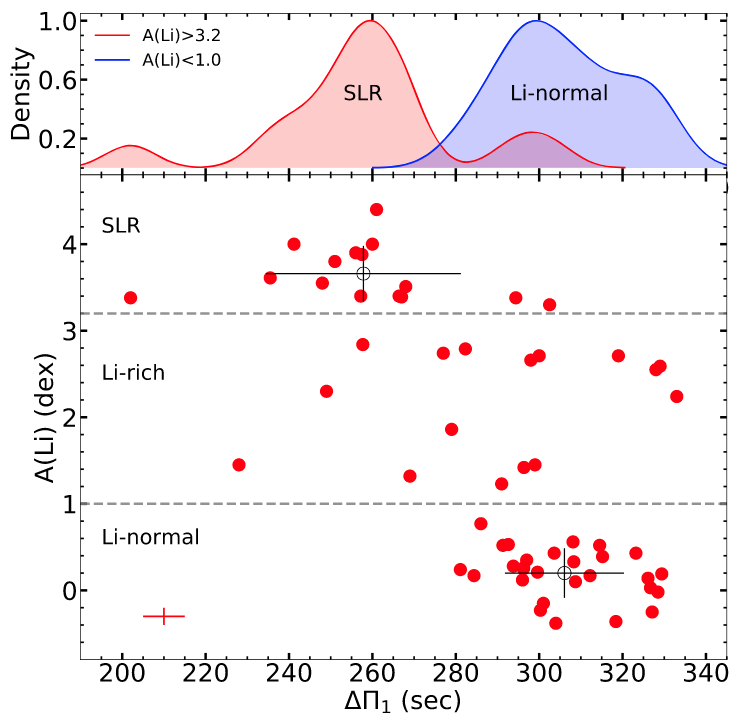 1.0
0.6
0.2
Density
A(Li)>3.2
A(Li)<1.0
SLR
Li-normal
4
3
2
1
0
A(Li) (dex)
SLR
Li-rich
Li-normal
200 220 240 260 280 300 320 340
ΔΠ1 (sec)